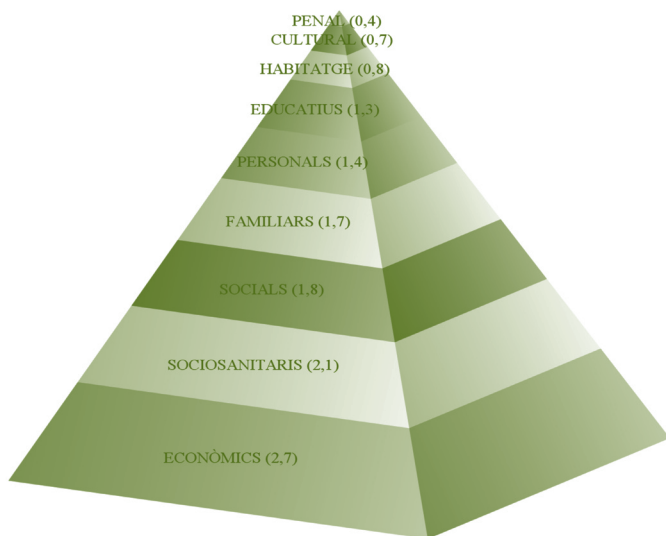 PENAL (0,4)
CULTURAL (0,7)
HABITATGE (0,8)
EDUCATIUS (1,3)
PERSONALS (1,4)
FAMILIARS (1,7)
SOCIALS (1,8)
SOCIOSANITARIS (2,1)
ECONÒMICS (2,7)